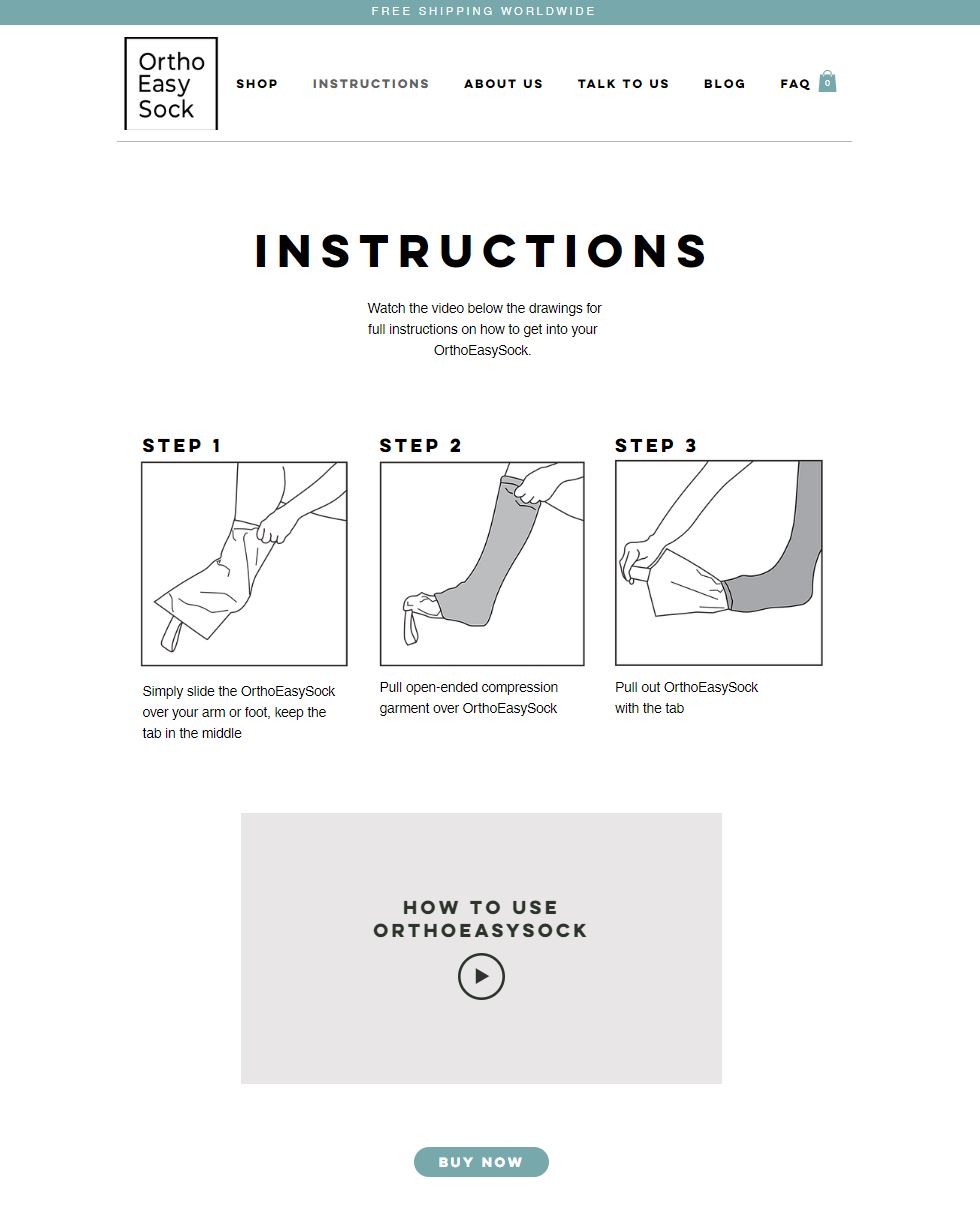 FREE SHIPPING WORLDWIDE
Ortho
Easy
Sock
SHOP INSTRUCTIONS ABOUT US TALK TO US BLOG FAQ 0
INSTRUCTIONS
Watch the video below the drawings for
full instructions on how to get into your
OrthoEasySock.
STEP 1
Simply slide the OrthoEasySock
over your arm or foot, keep the
tab in the middle
STEP 2
Pull open-ended compression
garment over OrthoEasySock
STEP 3
Pull out OrthoEasySock
with the tab
HOW TO USE
ORTHOEASYSOCK
BUY NOW